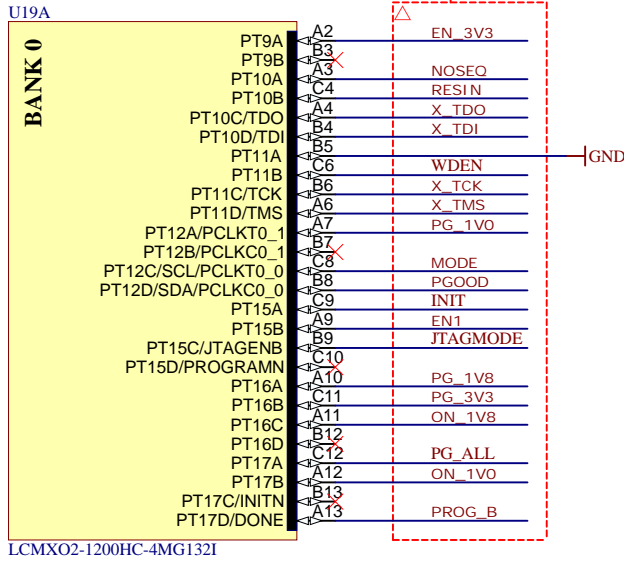 U19A
BANK 0
PT9A A2 EN_3V3
PT9B B3
PT10A A3 NOSEQ
PT10B C4 RESIN
PT10C/TDO A4 X_TDO
PT10D/TDI B4 X_TDI
PT11A B5 GND
PT11B C6 WDEN
PT11C/TCK B6 X_TCK
PT11D/TMS A6 X_TMS
PT12A/PCLKT0_1 A7 PG_1V0
PT12B/PCLKC0_1 B7
PT12C/SCL/PCLKT0_0 C8 MODE
PT12D/SDA/PCLKC0_0 B8 PGOOD
PT15A C9 INIT
PT15B A9 EN1
PT15C/JTAGENB B9 JTAGMODE
PT15D/PROGRAMN C10
PT16A A10 PG_1V8
PT16B C11 PG_3V3
PT16C A11 ON_1V8
PT16D B12
PT17A C12 PG_ALL
PT17B A12 ON_1V0
PT17C/INITN B13
PT17D/DONE A13 PROG_B
LCMXO2-1200HC-4MG132I